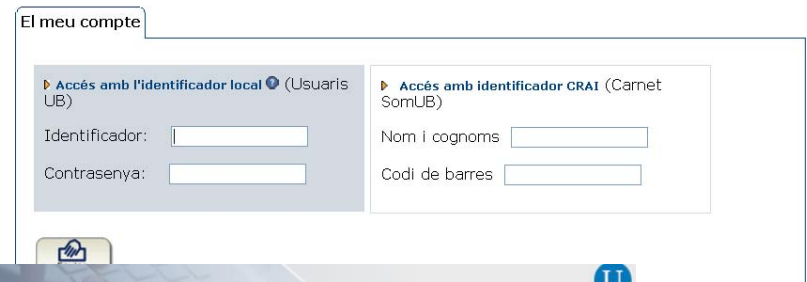 El meu compte
Accés amb l'identificador local ? (Usuaris
UB)
Identificador:
Contrasenya:
Accés amb identificador CRAI (Carnet
SomUB)
Nom i cognoms
Codi de barres
U